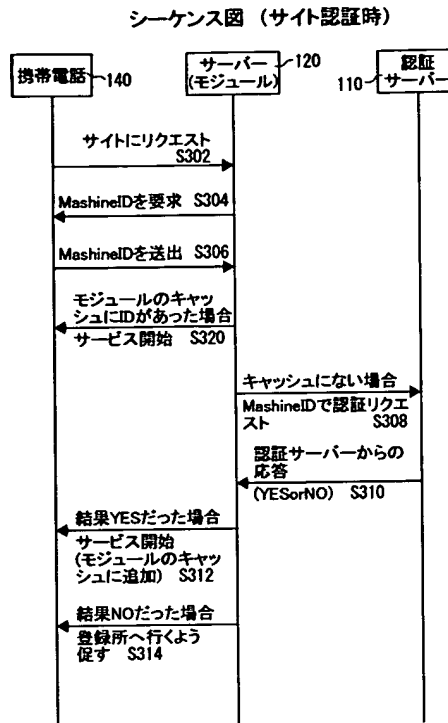 シーケンス図 (サイト認証時)
携帯電話
140
サーバー
(モジュール)
120
110
認証
サーバー
サイトにリクエスト
S302
MashineIDを要求 S304
MashineIDを送出 S306
モジュールのキャッ
シュにIDがあった場合
サービス開始 S320
キャッシュにない場合
MashineIDで認証リクエ
スト S308
認証サーバーからの
応答
(YESorNO) S310
結果YESだった場合
サービス開始
(モジュールのキャッ
シュに追加) S312
結果NOだった場合
登録所へ行くよう
促す S314